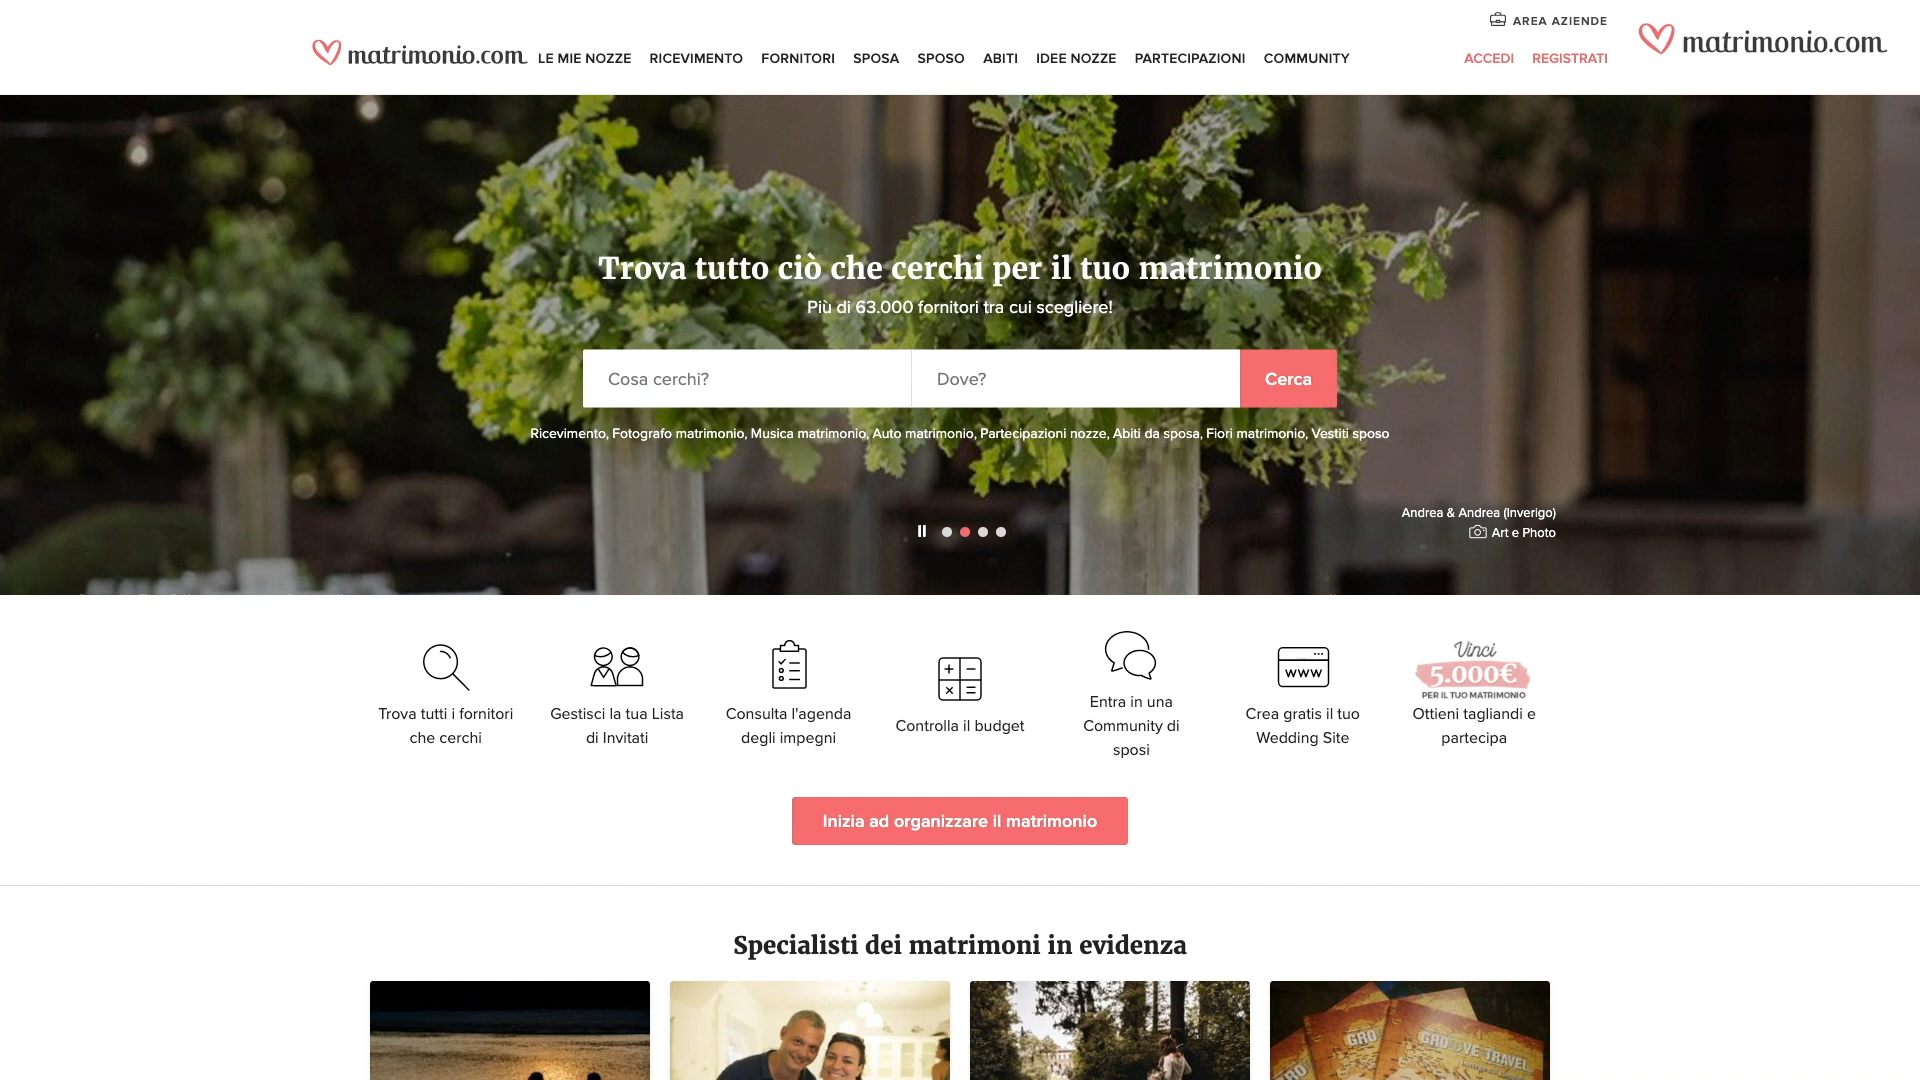 AREA AZIENDE
matrimonio.com
LE MIE NOZZE RICEVIMENTO FORNITORI SPOSA SPOSO ABITI IDEE NOZZE PARTECIPAZIONI COMMUNITY
ACCEDI REGISTRATI
matrimonio.com
Trova tutto ciò che cerchi per il tuo matrimonio
Più di 63.000 fornitori tra cui scegliere!
Cosa cerchi? Dove? Cerca
Ricevimento, Fotografo matrimonio, Musica matrimonio, Auto matrimonio, Partecipazioni nozze, Abiti da sposa, Fiori matrimonio, Vestiti sposo
Andrea & Andrea (Inverigo)
Art e Photo
Trova tutti i fornitori
che cerchi
Gestisci la tua Lista
di Invitati
Consulta l'agenda
degli impegni
Controlla il budget
Entra in una
Community di
sposi
WWW
Crea gratis il tuo
Wedding Site
Vinci
5.000€
PER IL TUO MATRIMONIO
Ottieni tagliandi e
partecipa
Inizia ad organizzare il matrimonio
Specialisti dei matrimoni in evidenza
GRO
GROOVE TRAVEL